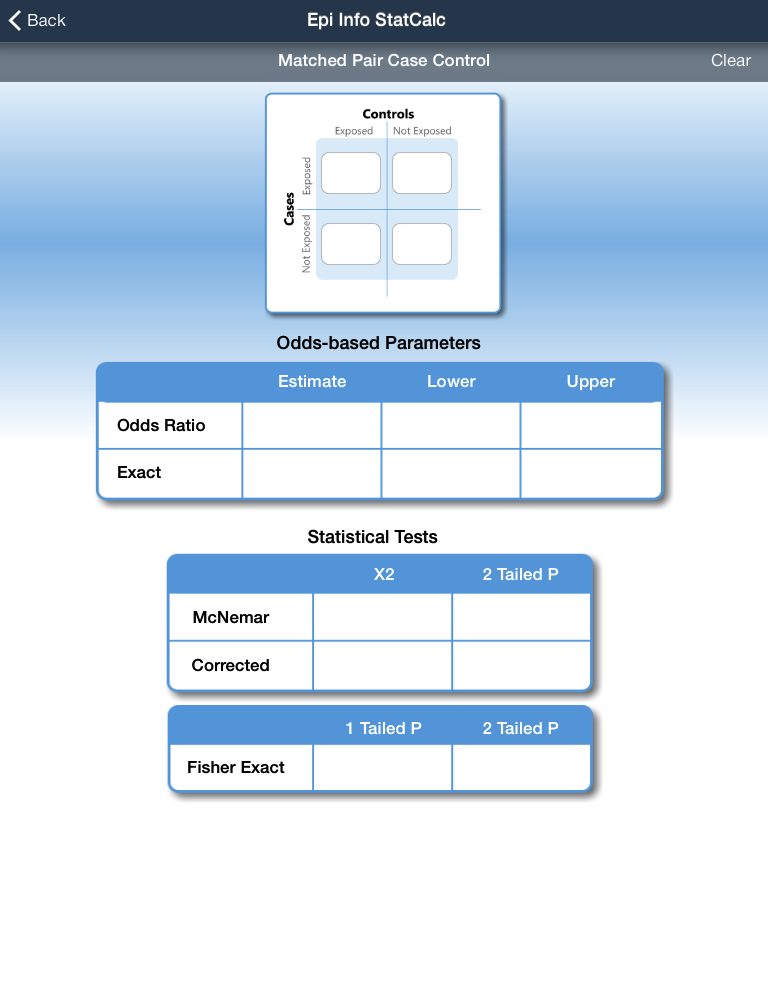 Back
Epi Info StatCalc
Matched Pair Case Control
Clear
Controls
Exposed Not Exposed
Cases
Exposed
Not Exposed
Odds-based Parameters
Estimate Lower Upper
Odds Ratio
Exact
Statistical Tests
X2 2 Tailed P
McNemar
Corrected
1 Tailed P 2 Tailed P
Fisher Exact